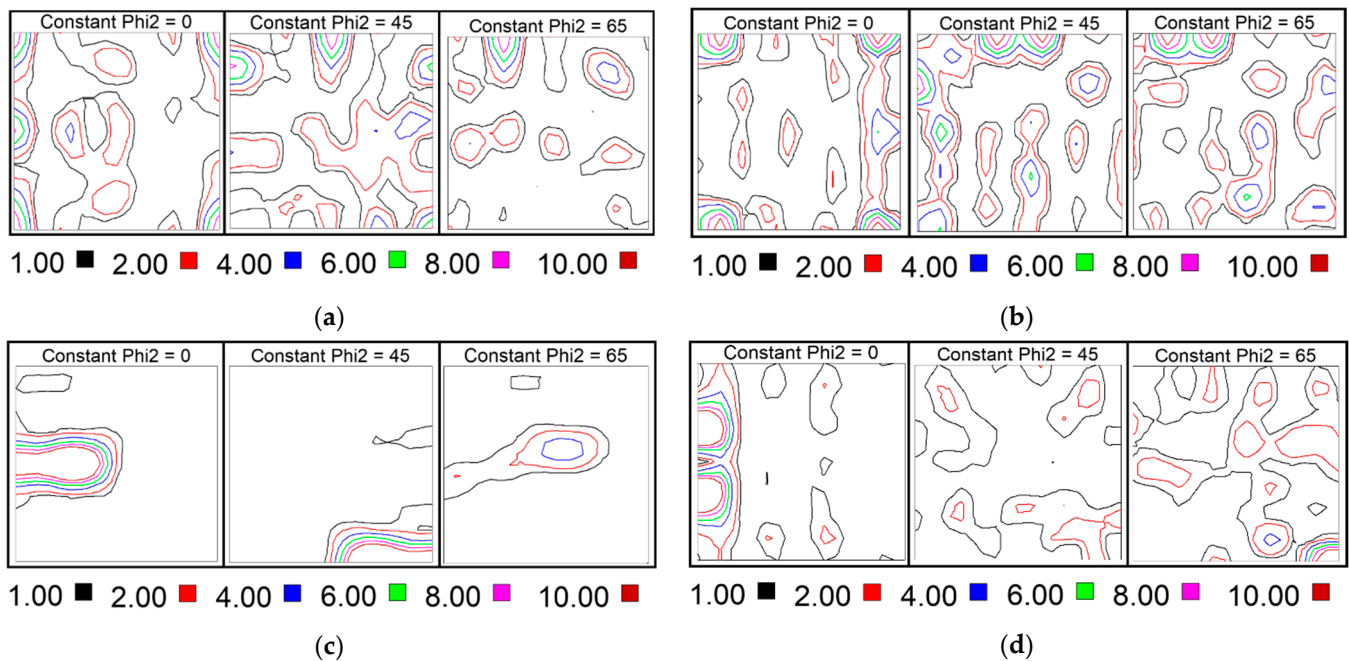 Constant Phi2 = 0 Constant Phi2 = 45 Constant Phi2 = 65
1.00 2.00 4.00 6.00 8.00 10.00
(a)
Constant Phi2 = 0 Constant Phi2 = 45 Constant Phi2 = 65
1.00 2.00 4.00 6.00 8.00 10.00
(b)
Constant Phi2 = 0 Constant Phi2 = 45 Constant Phi2 = 65
1.00 2.00 4.00 6.00 8.00 10.00
(c)
Constant Phi2 = 0 Constant Phi2 = 45 Constant Phi2 = 65
1.00 2.00 4.00 6.00 8.00 10.00
(d)